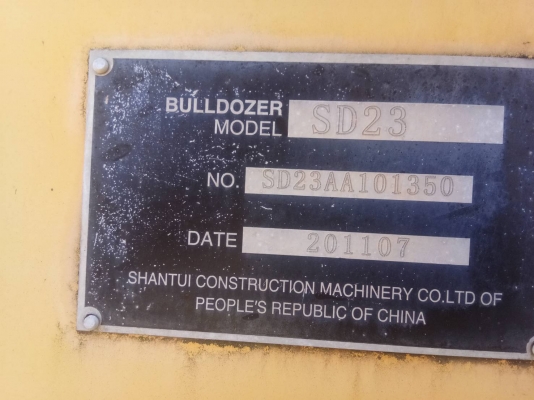 BULLDOZER
MODEL SD23
NO. SD23AA101350
DATE 201107
SHANTUI CONSTRUCTION MACHINERY CO.LTD OF
PEOPLE'S REPUBLIC OF CHINA